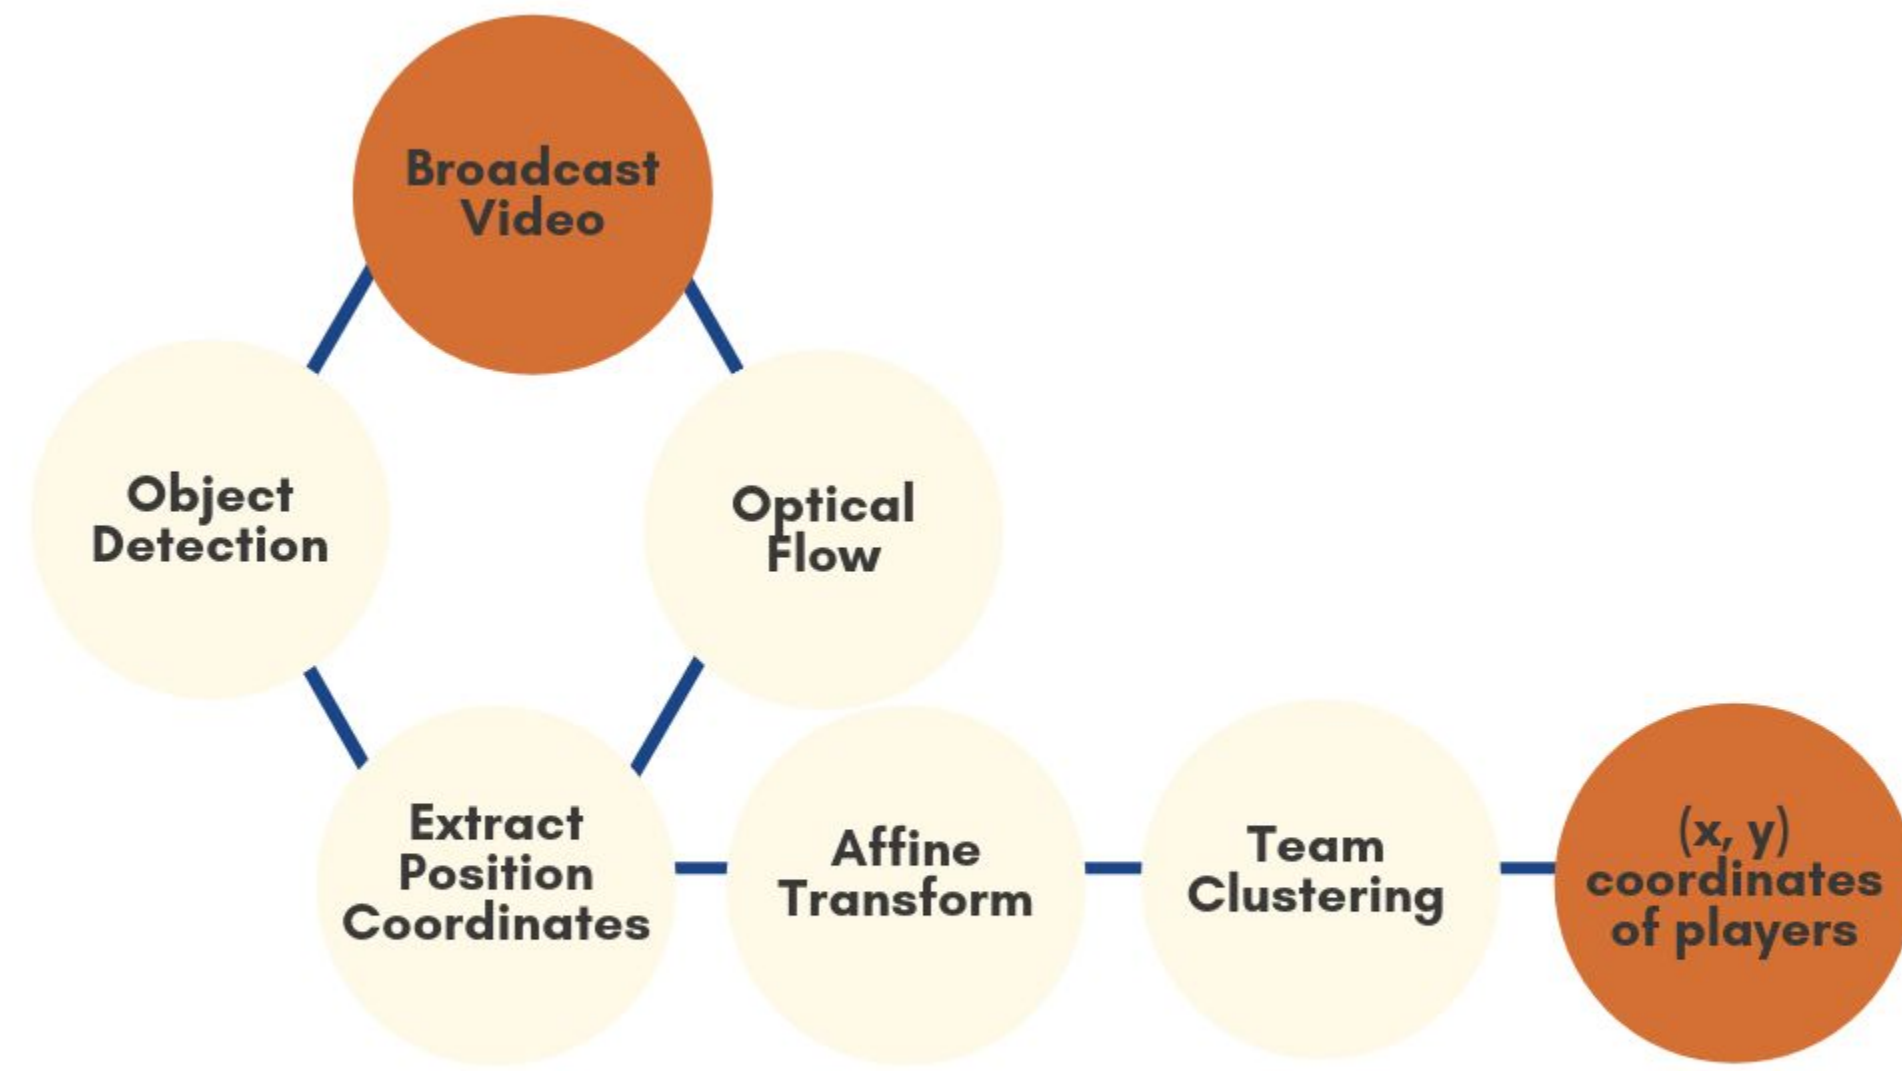 Broadcast
Video
Object
Detection
Optical
Flow
Extract
Position
Coordinates
Affine
Transform
Team
Clustering
(x, y)
coordinates
of players